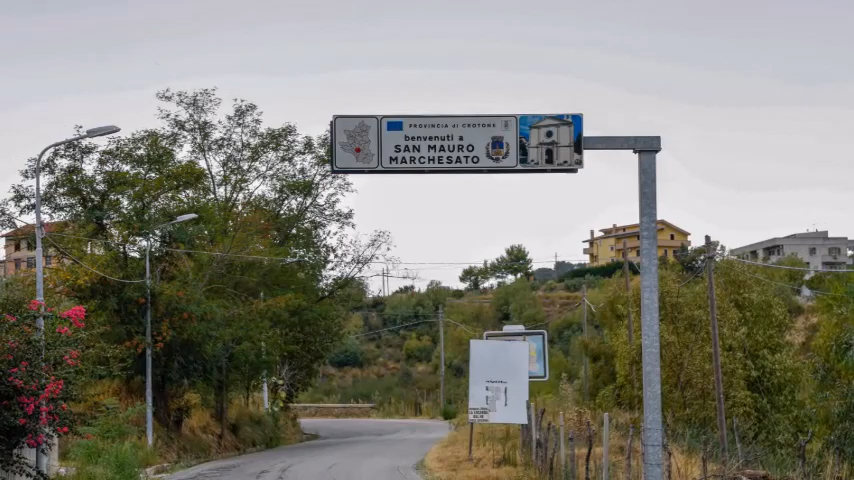 PROVINCIA di CROTONE
benvenuti a
SAN MAURO
MARCHESATO